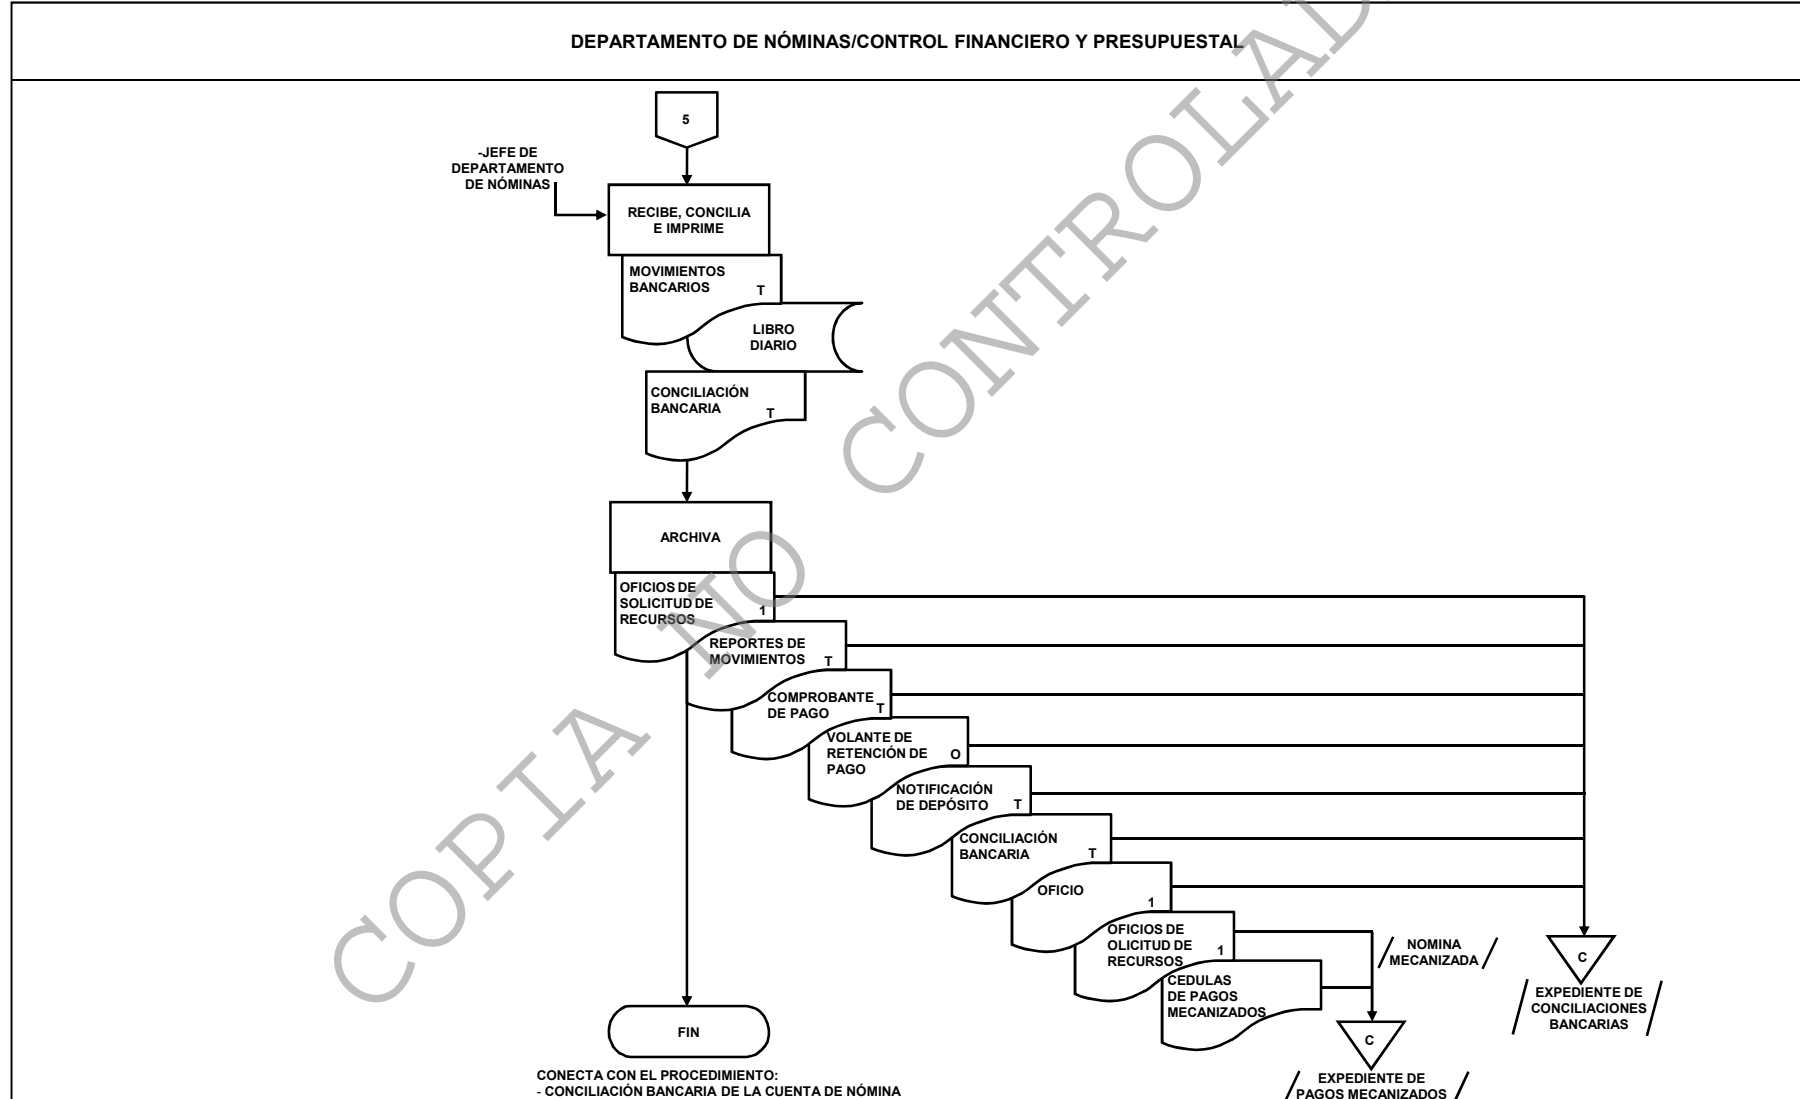 DEPARTAMENTO DE NÓMINAS/CONTROL FINANCIERO Y PRESUPUESTAL
5
-JEFE DE
DEPARTAMENTO
DE NÓMINAS
RECIBE, CONCILIA
E IMPRIME
MOVIMIENTOS
BANCARIOS
T
LIBRO
DIARIO
CONCILIACIÓN
BANCARIA
T
ARCHIVA
OFICIOS DE
SOLICITUD DE
RECURSOS
1
REPORTES DE
MOVIMIENTOS
T
COMPROBANTE
DE PAGO
T
VOLANTE DE
RETENCIÓN DE
PAGO
O
NOTIFICACIÓN
DE DEPÓSITO
T
CONCILIACIÓN
BANCARIA
T
OFICIO
1
OFICIOS DE
OLICITUD DE
RECURSOS
1
CEDULAS
DE PAGOS
MECANIZADOS
NOMINA
MECANIZADA
C
EXPEDIENTE DE
CONCILIACIONES
BANCARIAS
C
EXPEDIENTE DE
PAGOS MECANIZADOS
FIN
CONECTA CON EL PROCEDIMIENTO:
- CONCILIACIÓN BANCARIA DE LA CUENTA DE NÓMINA
COPIA NO CONTROLAD